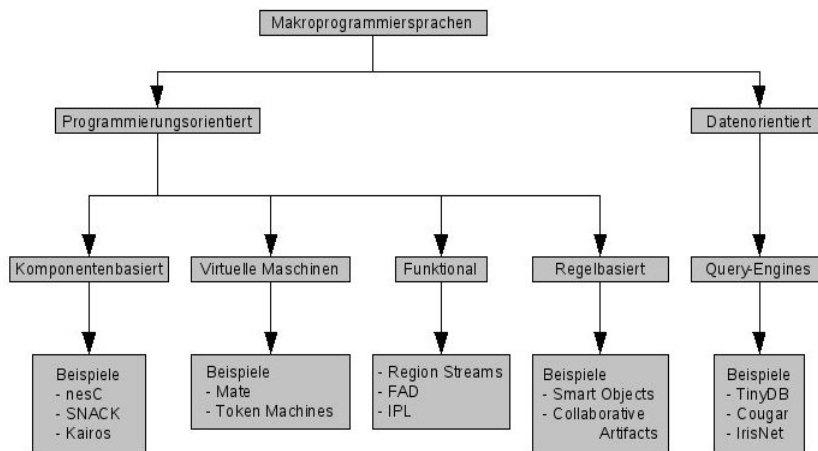 Makroprogrammiersprachen
Programmierungsorientiert
Datenorientiert
Komponentenbasiert
Virtuelle Maschinen
Funktional
Regelbasiert
Query-Engines
Beispiele
- nesC
- SNACK
- Kairos
Beispiele
- Mate
- Token Machines
- Region Streams
- FAD
- IPL
Beispiele
- Smart Objects
- Collaborative
Artifacts
Beispiele
- TinyDB
- Cougar
- IrisNet